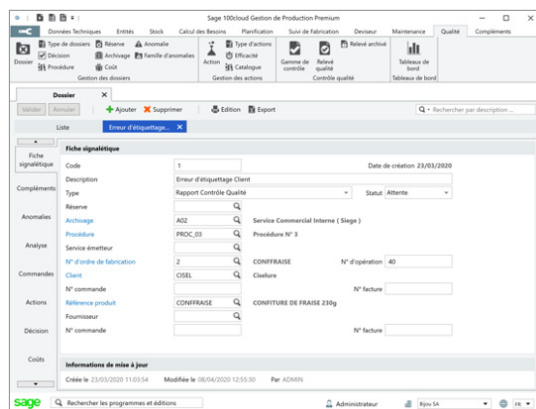 Sage 100cloud Gestion de Production Premium
Données Techniques Entités Stock Calcul des Besoins Planification Suivi de Fabrication Deviseur Maintenance Qualité Compléments
Dossier
Type de dossiers Réserve Anomalie
Décision Archivage Famille d'anomalies
Procédure Coût
Gestion des dossiers
Action
Type d'actions
Efficacité
Catalogue
Gestion des actions
Gamme de contrôle
Relevé qualité
Relevé archivé
Contrôle qualité
Tableaux de bord
Tableaux de bord
Dossier
Valider Annuler Ajouter Supprimer Edition Export Rechercher par description ...
Liste Erreur d'étiquettage...
Fiche signalétique
Compléments
Anomalies
Analyse
Commandes
Actions
Décision
Coûts
Fiche signalétique
Code 1 Date de création 23/03/2020
Description Erreur d'étiquettage Client
Type Rapport Contrôle Qualité Statut Attente
Réserve
Archivage A02 Service Commercial Interne ( Siege )
Procédure PROC_03 Procédure N° 3
Service émetteur
N° d'ordre de fabrication 2 CONFFRAISE N° d'opération 40
Client CISEL Ciselure
N° commande N° facture
Référence produit CONFFRAISE CONFITURE DE FRAISE 230g
Fournisseur
N° commande N° facture
Informations de mise à jour
Créée le 23/03/2020 11:03:54 Modifiée le 08/04/2020 12:55:30 Par ADMIN
sage Rechercher les programmes et éditions Administrateur Bijou SA FR